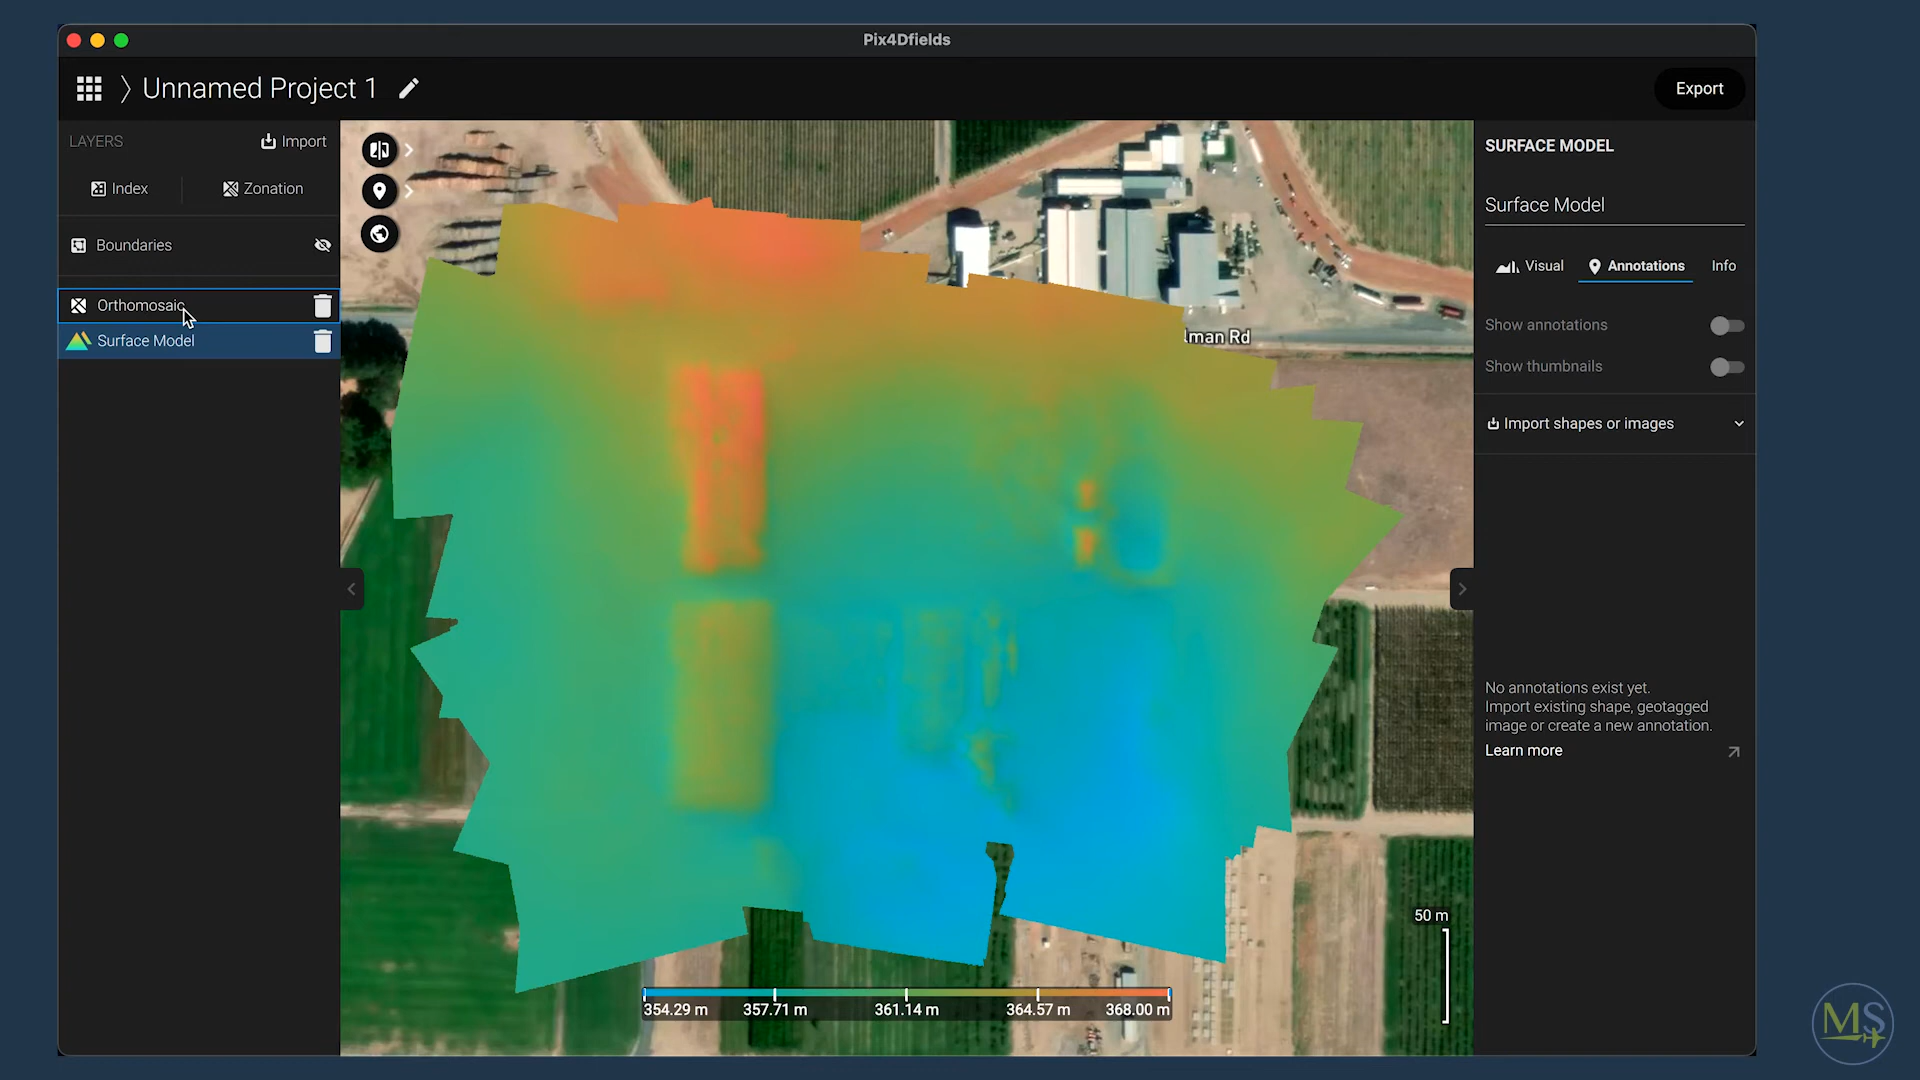 Pix4Dfields
Unnamed Project 1
Export
LAYERS
Import
Index
Zonation
Boundaries
Orthomosaic
Surface Model
lman Rd
50 m
354.29 m
357.71 m
361.14 m
364.57 m
368.00 m
SURFACE MODEL
Surface Model
Visual
Annotations
Info
Show annotations
Show thumbnails
Import shapes or images
No annotations exist yet.
Import existing shape, geotagged
image or create a new annotation.
Learn more
MS